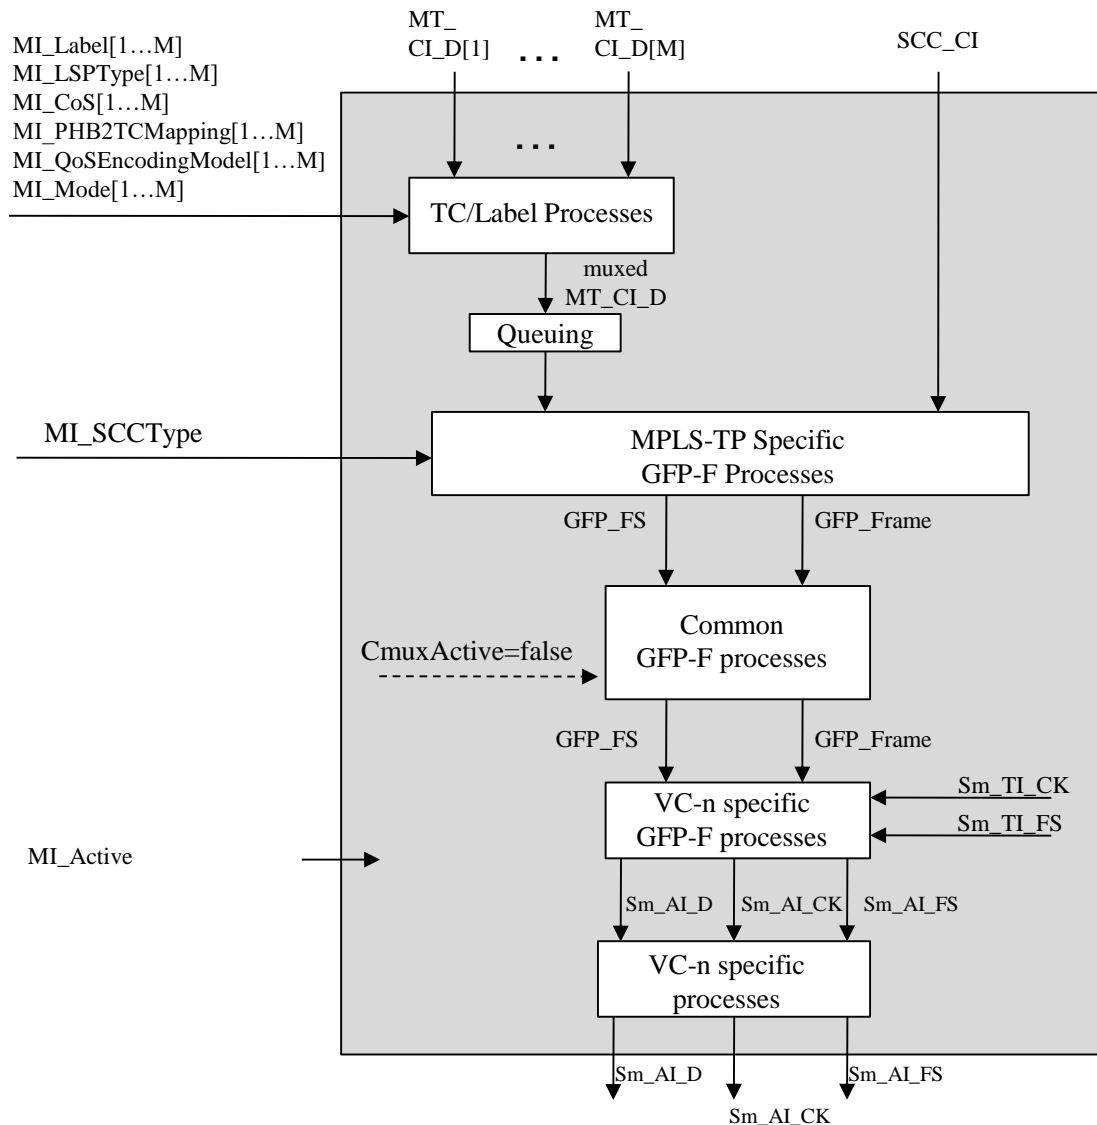 MT_
CI_D[1]
. . .
MT_
CI_D[M]
SCC_CI
MI_Label[1…M]
MI_LSPType[1…M]
MI_CoS[1…M]
MI_PHB2TCMapping[1…M]
MI_QoSEncodingModel[1…M]
MI_Mode[1…M]
. . .
TC/Label Processes
muxed
MT_CI_D
Queuing
MI_SCCType
MPLS-TP Specific
GFP-F Processes
GFP_FS
GFP_Frame
Common
GFP-F processes
CmuxActive=false
GFP_FS
GFP_Frame
VC-n specific
GFP-F processes
Sm_TI_CK
Sm_TI_FS
MI_Active
Sm_AI_D
Sm_AI_CK
Sm_AI_FS
VC-n specific
processes
Sm_AI_D
Sm_AI_FS
Sm_AI_CK